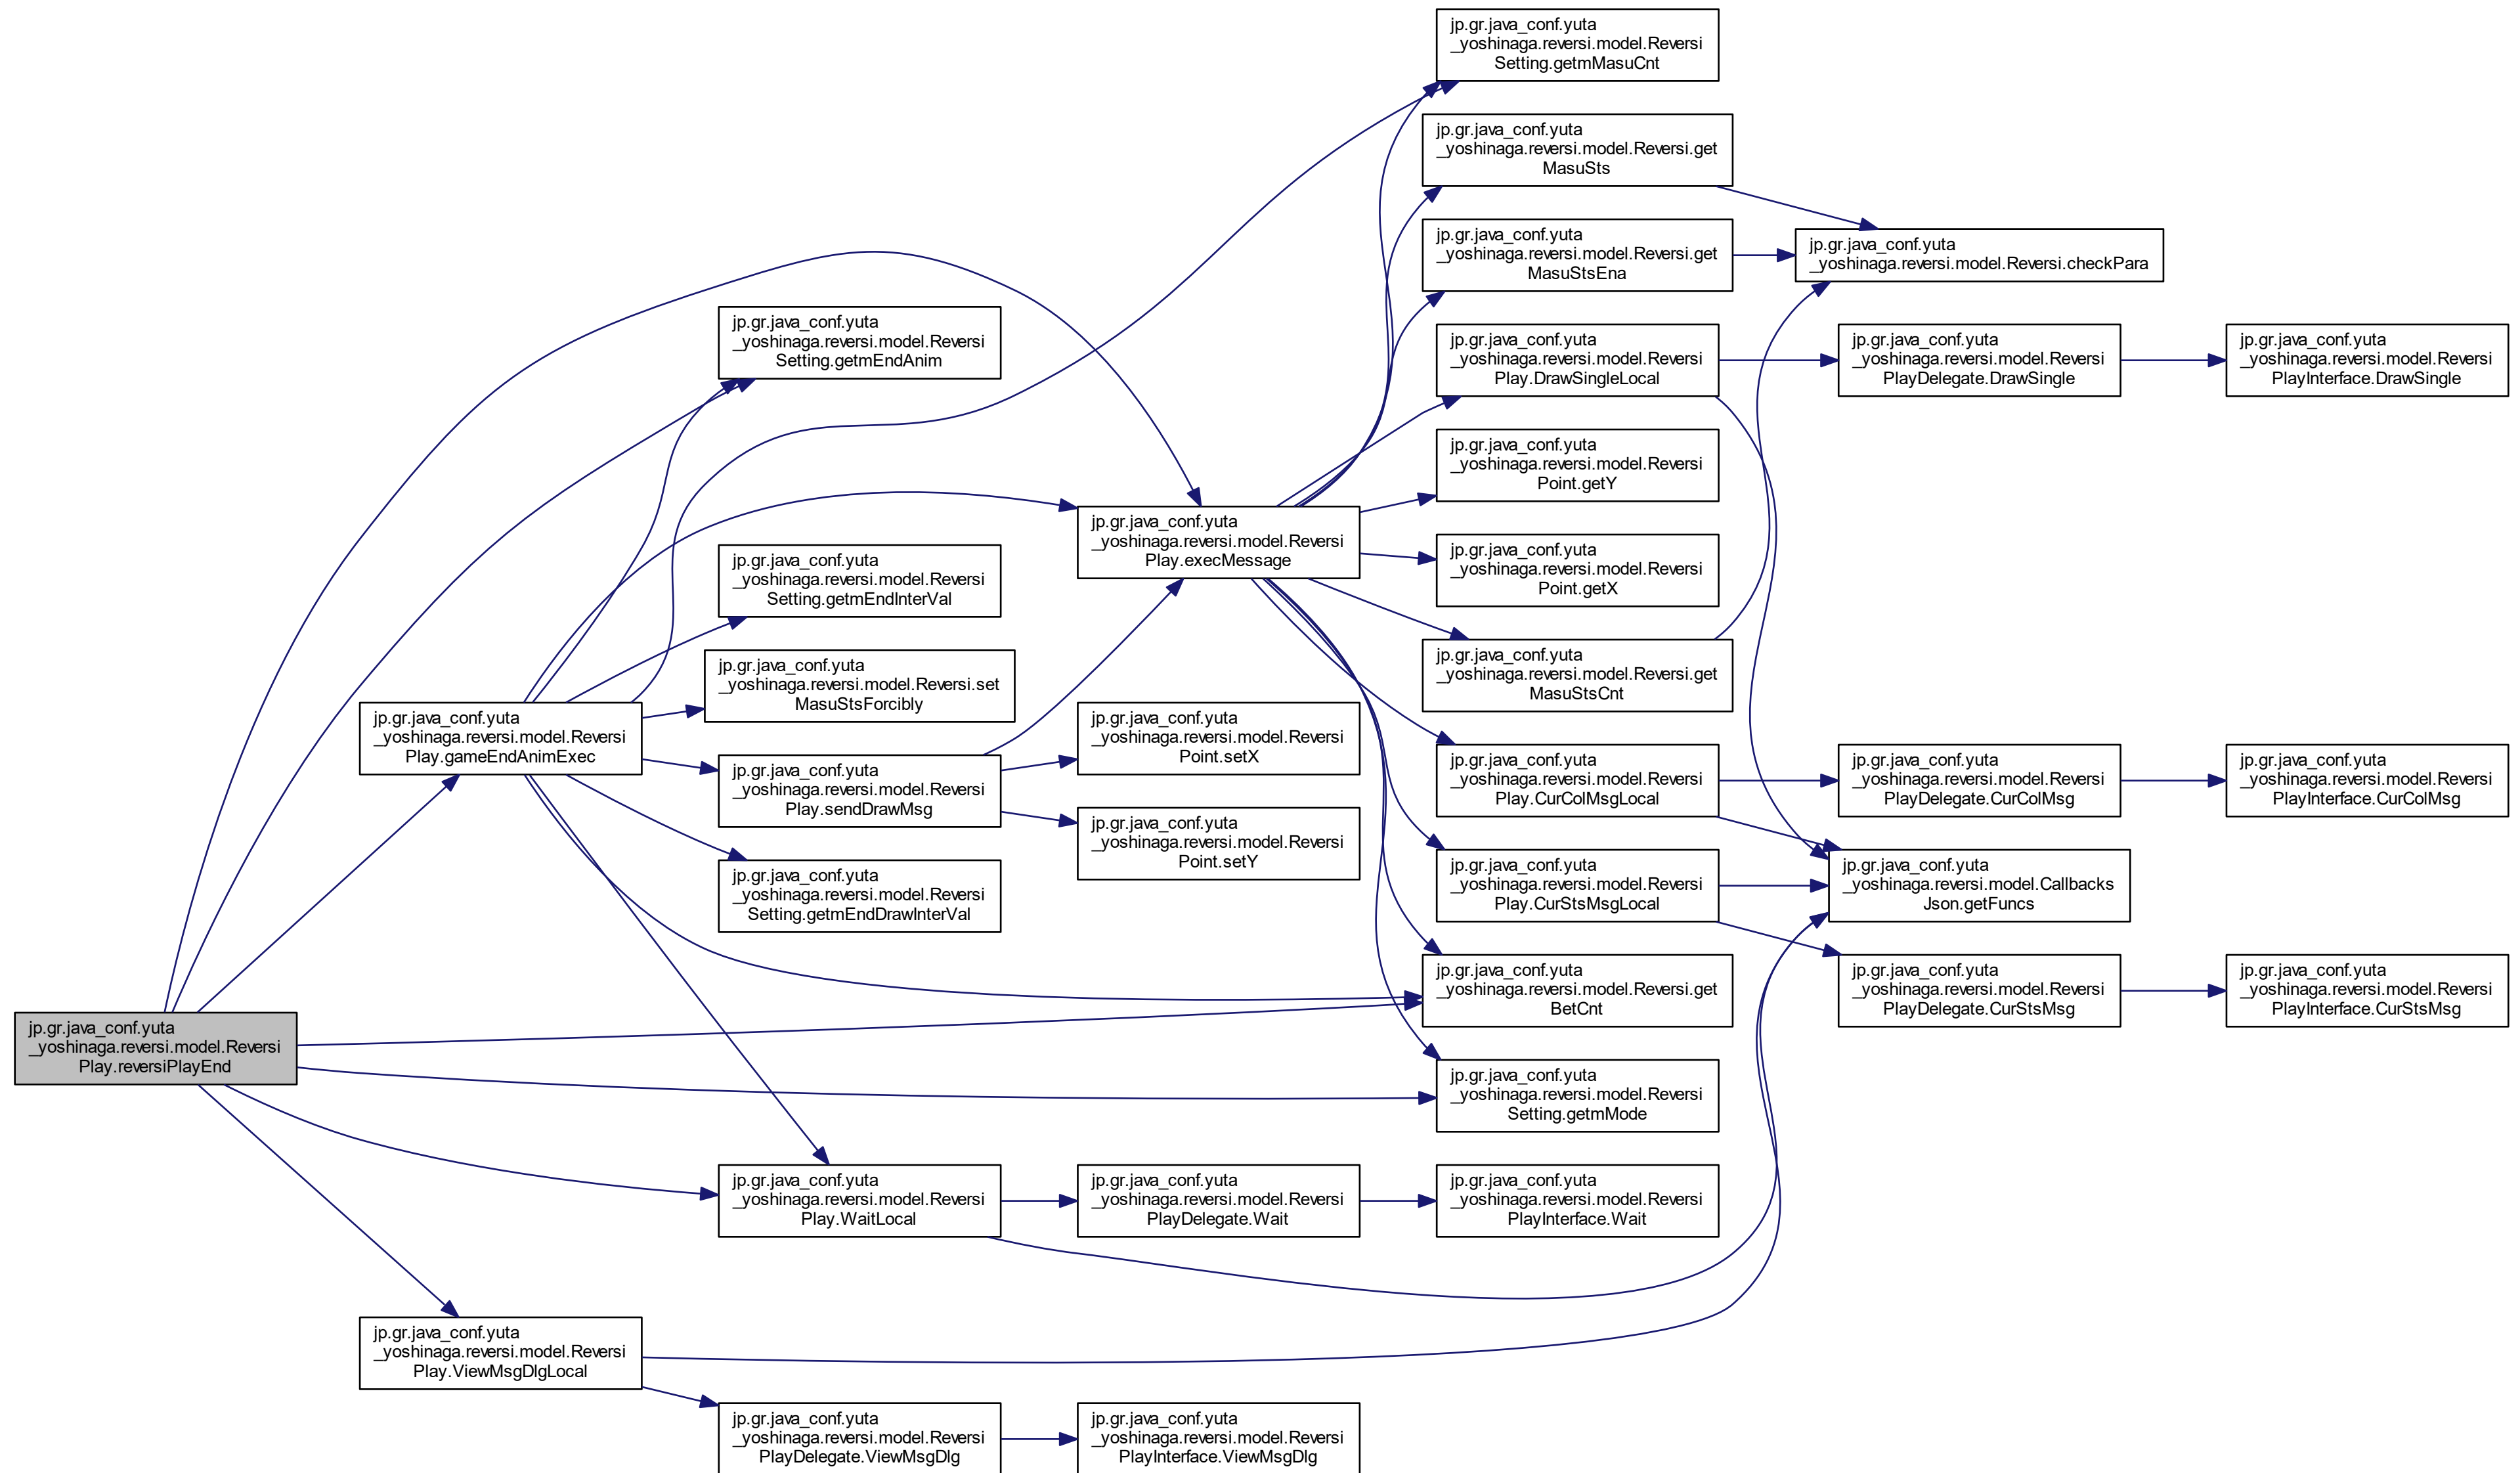 jp.gr.java_conf.yuta
_yoshinaga.reversi.model.Reversi
Play.reversiPlayEnd
jp.gr.java_conf.yuta
_yoshinaga.reversi.model.Reversi
Play.gameEndAnimExec
jp.gr.java_conf.yuta
_yoshinaga.reversi.model.Reversi
Play.ViewMsgDlgLocal
jp.gr.java_conf.yuta
_yoshinaga.reversi.model.Reversi
Setting.getmEndAnim
jp.gr.java_conf.yuta
_yoshinaga.reversi.model.Reversi
Setting.getmEndInterVal
jp.gr.java_conf.yuta
_yoshinaga.reversi.model.Reversi.set
MasuStsForcibly
jp.gr.java_conf.yuta
_yoshinaga.reversi.model.Reversi
Play.sendDrawMsg
jp.gr.java_conf.yuta
_yoshinaga.reversi.model.Reversi
Setting.getmEndDrawInterVal
jp.gr.java_conf.yuta
_yoshinaga.reversi.model.Reversi
Play.WaitLocal
jp.gr.java_conf.yuta
_yoshinaga.reversi.model.Reversi
PlayDelegate.ViewMsgDlg
jp.gr.java_conf.yuta
_yoshinaga.reversi.model.Reversi
Play.execMessage
jp.gr.java_conf.yuta
_yoshinaga.reversi.model.Reversi
Point.setX
jp.gr.java_conf.yuta
_yoshinaga.reversi.model.Reversi
Point.setY
jp.gr.java_conf.yuta
_yoshinaga.reversi.model.Reversi
PlayDelegate.Wait
jp.gr.java_conf.yuta
_yoshinaga.reversi.model.Reversi
PlayInterface.ViewMsgDlg
jp.gr.java_conf.yuta
_yoshinaga.reversi.model.Reversi
Setting.getmMasuCnt
jp.gr.java_conf.yuta
_yoshinaga.reversi.model.Reversi.get
MasuSts
jp.gr.java_conf.yuta
_yoshinaga.reversi.model.Reversi.get
MasuStsEna
jp.gr.java_conf.yuta
_yoshinaga.reversi.model.Reversi
Play.DrawSingleLocal
jp.gr.java_conf.yuta
_yoshinaga.reversi.model.Reversi
Point.getY
jp.gr.java_conf.yuta
_yoshinaga.reversi.model.Reversi
Point.getX
jp.gr.java_conf.yuta
_yoshinaga.reversi.model.Reversi.get
MasuStsCnt
jp.gr.java_conf.yuta
_yoshinaga.reversi.model.Reversi
Play.CurColMsgLocal
jp.gr.java_conf.yuta
_yoshinaga.reversi.model.Reversi
Play.CurStsMsgLocal
jp.gr.java_conf.yuta
_yoshinaga.reversi.model.Reversi.get
BetCnt
jp.gr.java_conf.yuta
_yoshinaga.reversi.model.Reversi
Setting.getmMode
jp.gr.java_conf.yuta
_yoshinaga.reversi.model.Reversi
PlayInterface.Wait
jp.gr.java_conf.yuta
_yoshinaga.reversi.model.Reversi.checkPara
jp.gr.java_conf.yuta
_yoshinaga.reversi.model.Reversi
PlayDelegate.DrawSingle
jp.gr.java_conf.yuta
_yoshinaga.reversi.model.Reversi
PlayDelegate.CurColMsg
jp.gr.java_conf.yuta
_yoshinaga.reversi.model.Callbacks
Json.getFuncs
jp.gr.java_conf.yuta
_yoshinaga.reversi.model.Reversi
PlayDelegate.CurStsMsg
jp.gr.java_conf.yuta
_yoshinaga.reversi.model.Reversi
PlayInterface.DrawSingle
jp.gr.java_conf.yuta
_yoshinaga.reversi.model.Reversi
PlayInterface.CurColMsg
jp.gr.java_conf.yuta
_yoshinaga.reversi.model.Reversi
PlayInterface.CurStsMsg